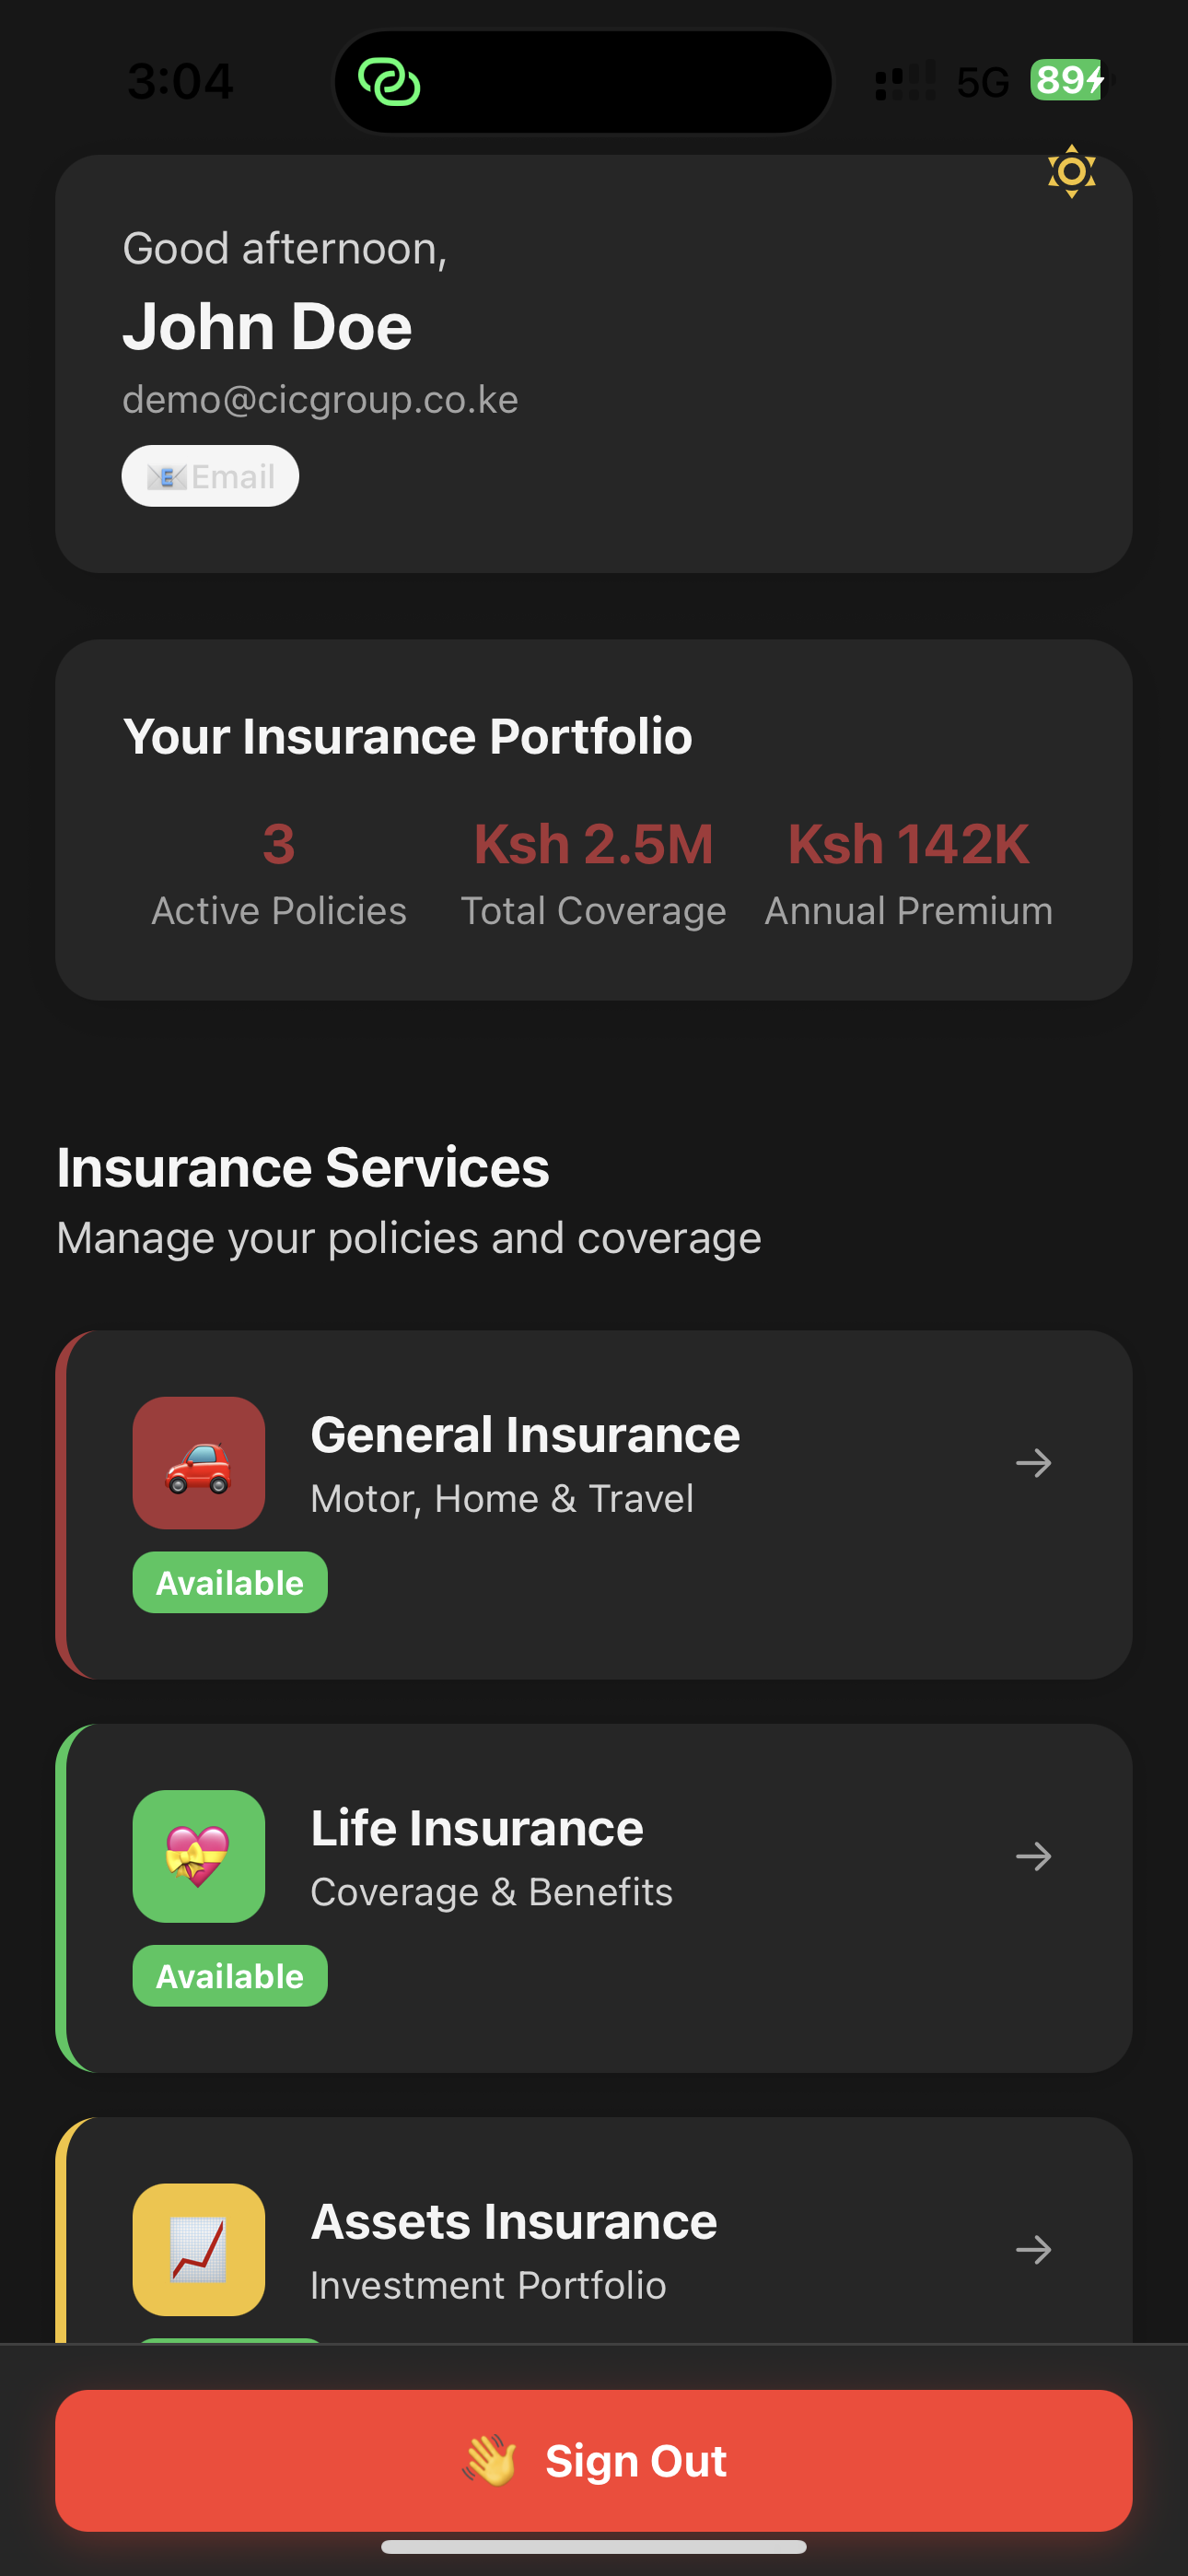 3:04
5G
89
Good afternoon,
John Doe
demo@cicgroup.co.ke
📧 Email
Your Insurance Portfolio
3 Ksh 2.5M Ksh 142K
Active Policies Total Coverage Annual Premium
Insurance Services
Manage your policies and coverage
General Insurance
Motor, Home & Travel
Available
Life Insurance
Coverage & Benefits
Available
Assets Insurance
Investment Portfolio
👋 Sign Out